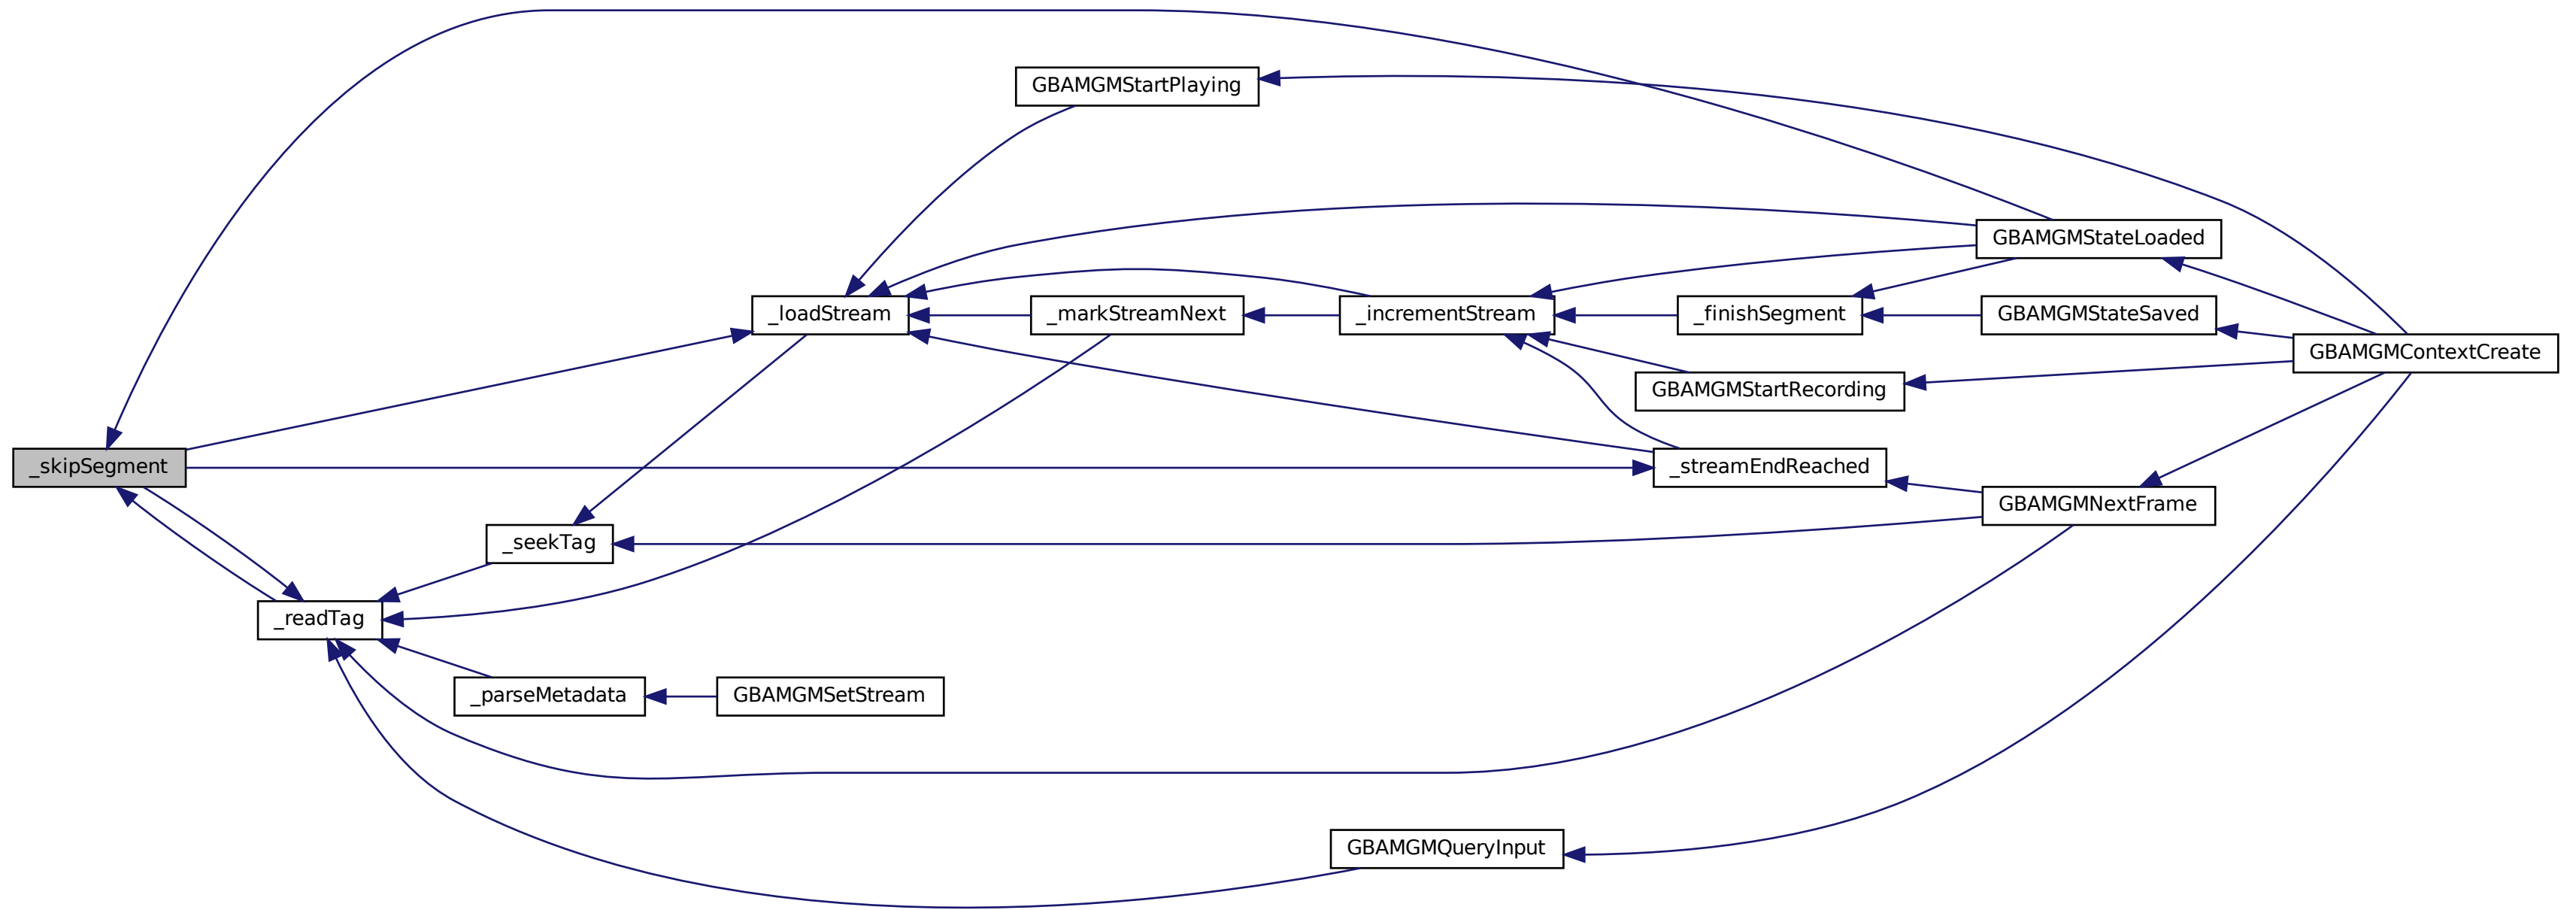 GBAMGMStartPlaying
GBAMGMStateLoaded
_loadStream
_markStreamNext
_incrementStream
_finishSegment
GBAMGMStateSaved
GBAMGMContextCreate
GBAMGMStartRecording
_skipSegment
_streamEndReached
GBAMGMNextFrame
_seekTag
_readTag
_parseMetadata
GBAMGMSetStream
GBAMGMQueryInput